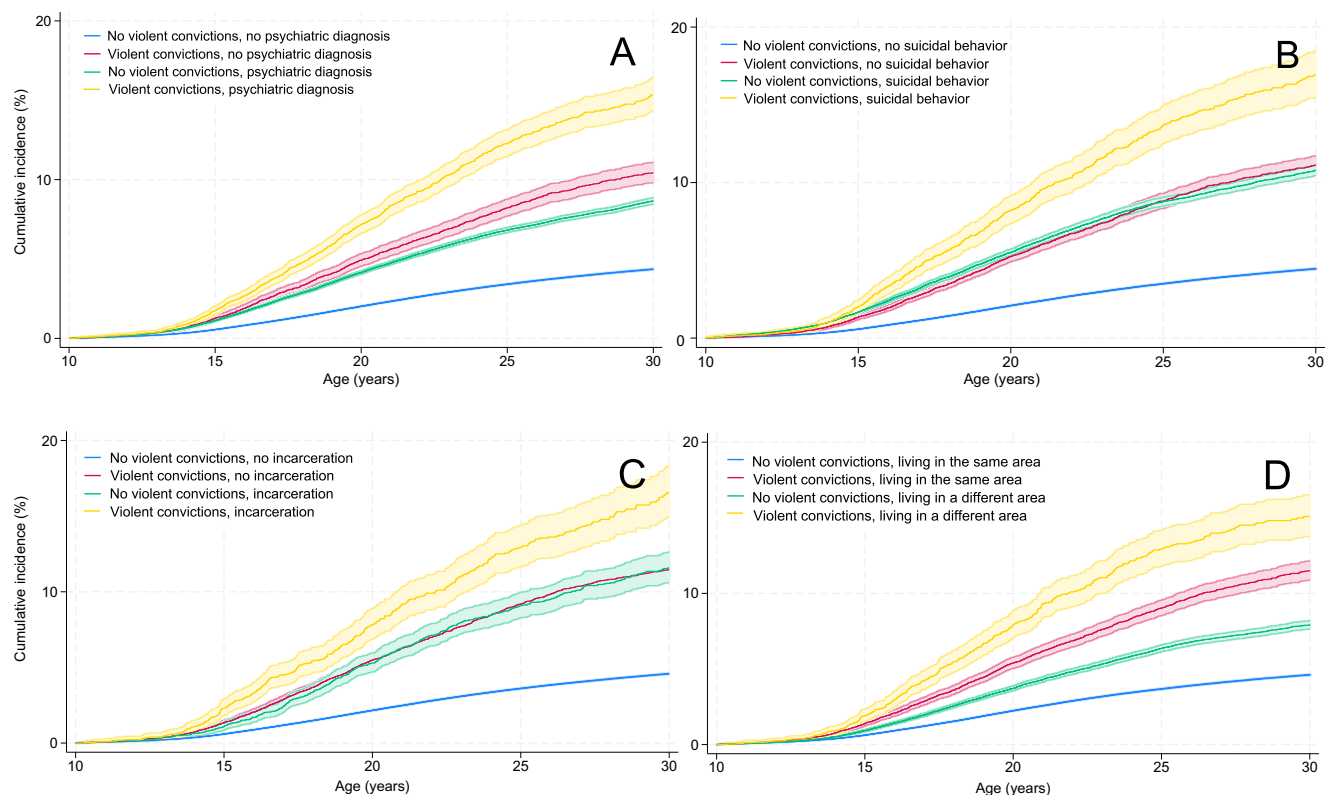 A
No violent convictions, no psychiatric diagnosis
Violent convictions, no psychiatric diagnosis
No violent convictions, psychiatric diagnosis
Violent convictions, psychiatric diagnosis
Cumulative incidence (%)
20
10
0
10 15 20 25 30
Age (years)
B
No violent convictions, no suicidal behavior
Violent convictions, no suicidal behavior
No violent convictions, suicidal behavior
Violent convictions, suicidal behavior
20
10
0
10 15 20 25 30
Age (years)
C
No violent convictions, no incarceration
Violent convictions, no incarceration
No violent convictions, incarceration
Violent convictions, incarceration
Cumulative incidence (%)
20
10
0
10 15 20 25 30
Age (years)
D
No violent convictions, living in the same area
Violent convictions, living in the same area
No violent convictions, living in a different area
Violent convictions, living in a different area
20
10
0
10 15 20 25 30
Age (years)